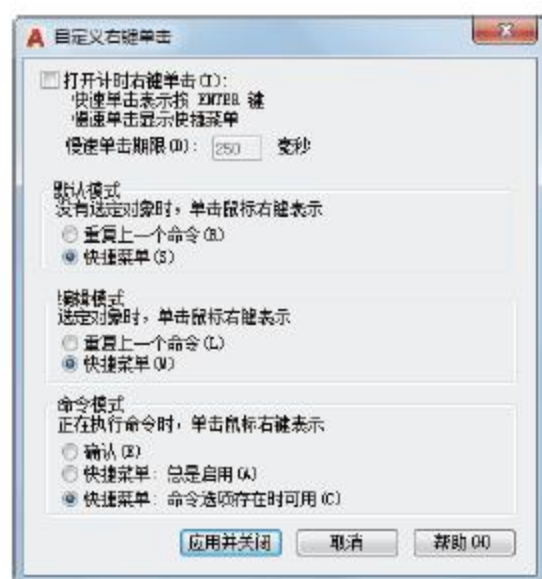 自定义右键单击
打开计时右键单击(T):
快速单击表示按 ENTER 键
慢速单击显示快捷菜单
慢速单击期限(D): 250 毫秒
默认模式
没有选定对象时，单击鼠标右键表示
重复上一个命令(R)
快捷菜单(S)
编辑模式
选定对象时，单击鼠标右键表示
重复上一个命令(L)
快捷菜单(M)
命令模式
正在执行命令时，单击鼠标右键表示
确认(E)
快捷菜单：总是启用(A)
快捷菜单：命令选项存在时可用(C)
应用并关闭 取消 帮助(H)